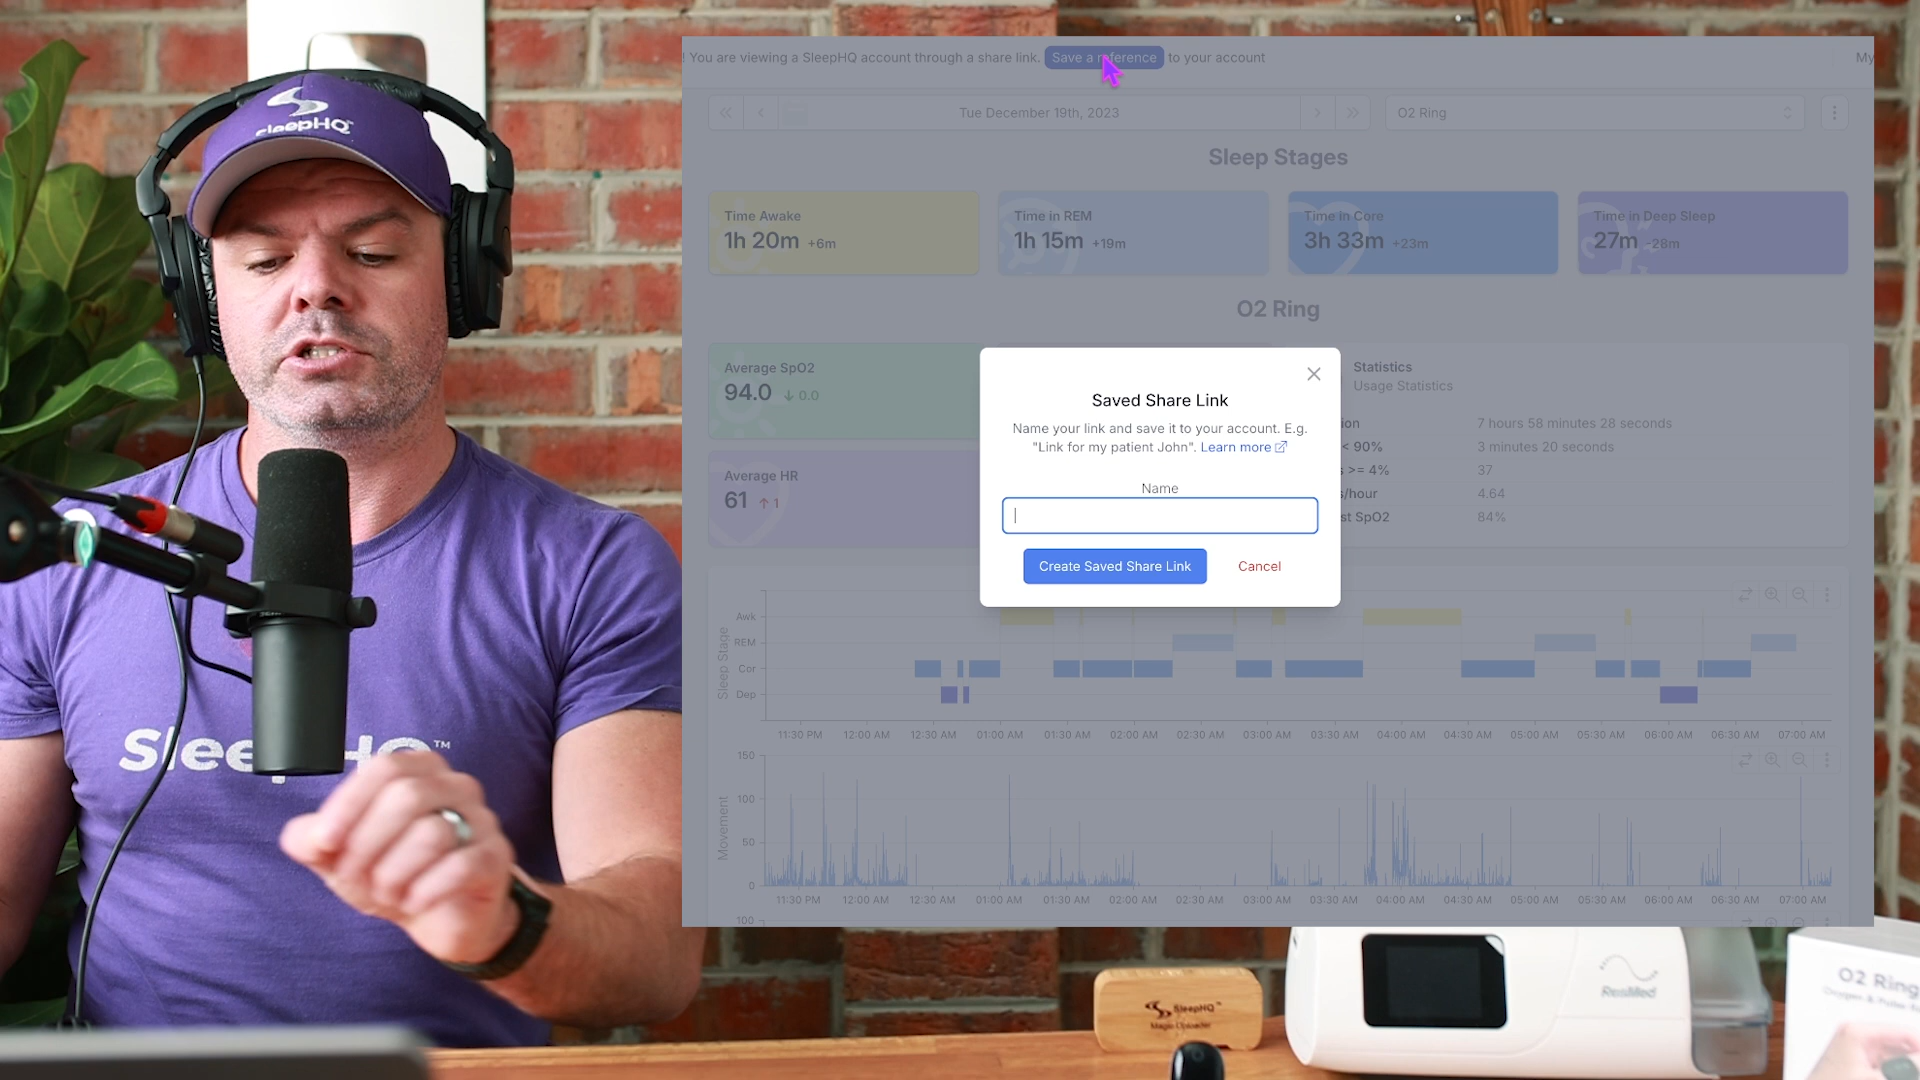 ! You are viewing a SleepHQ account through a share link. Save a reference to your account
My
Tue December 19th, 2023
O2 Ring
Sleep Stages
Time Awake
1h 20m +6m
Time in REM
1h 15m +19m
Time in Core
3h 33m +23m
Time in Deep Sleep
27m -28m
O2 Ring
Average SpO2
94.0 ↓ 0.0
Average HR
61 ↑ 1
Statistics
Usage Statistics
ion 7 hours 58 minutes 28 seconds
< 90% 3 minutes 20 seconds
s >= 4% 37
s/hour 4.64
st SpO2 84%
Saved Share Link
Name your link and save it to your account. E.g.
"Link for my patient John". Learn more
Name
Create Saved Share Link
Cancel
Sleep Stage
Awk
REM
Cor
Dep
11:30 PM 12:00 AM 12:30 AM 01:00 AM 01:30 AM 02:00 AM 02:30 AM 03:00 AM 03:30 AM 04:00 AM 04:30 AM 05:00 AM 05:30 AM 06:00 AM 06:30 AM 07:00 AM
Movement
150
100
50
0
11:30 PM 12:00 AM 12:30 AM 01:00 AM 01:30 AM 02:00 AM 02:30 AM 03:00 AM 03:30 AM 04:00 AM 04:30 AM 05:00 AM 05:30 AM 06:00 AM 06:30 AM 07:00 AM
100
sleepHQ™
SleepHQ™
SleepHQ™
Magic Uploader
ResMed
O2 Ring